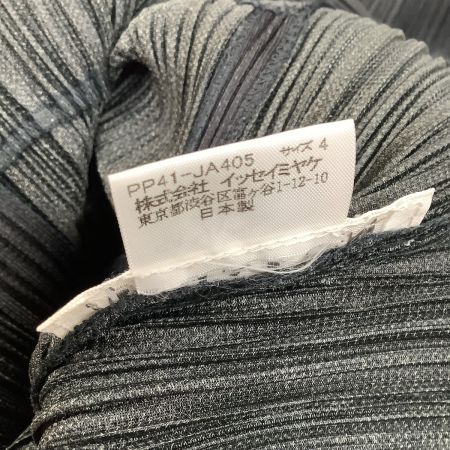 PP41-JA405 サイズ 4
株式会社 イッセイミヤケ
東京都渋谷区富ケ谷1-12-10
日本製